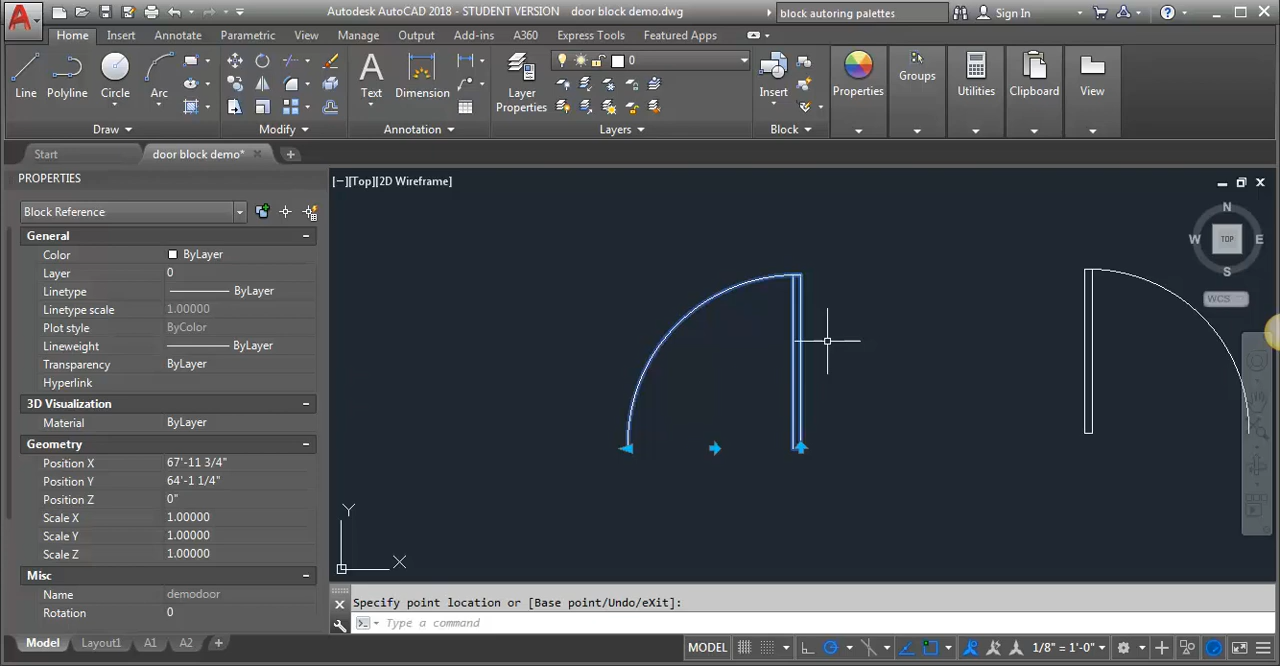 Autodesk AutoCAD 2018 - STUDENT VERSION door block demo.dwg
block autoring palettes
Sign In
Home Insert Annotate Parametric View Manage Output Add-ins A360 Express Tools Featured Apps
0
Line Polyline Circle Arc
Text Dimension
Layer Properties
Insert
Properties Groups Utilities Clipboard View
Draw Modify Annotation Layers Block
Start door block demo*
PROPERTIES
[−][Top][2D Wireframe]
Block Reference
General
Color ByLayer
Layer 0
Linetype ByLayer
Linetype scale 1.00000
Plot style ByColor
Lineweight ByLayer
Transparency ByLayer
Hyperlink
3D Visualization
Material ByLayer
Geometry
Position X 67'-11 3/4"
Position Y 64'-1 1/4"
Position Z 0"
Scale X 1.00000
Scale Y 1.00000
Scale Z 1.00000
Misc
Name demodoor
Rotation 0
N
W TOP E
S
WCS
Y
X
Specify point location or [Base point/Undo/eXit]:
Type a command
Model Layout1 A1 A2 +
MODEL
1/8" = 1'-0"